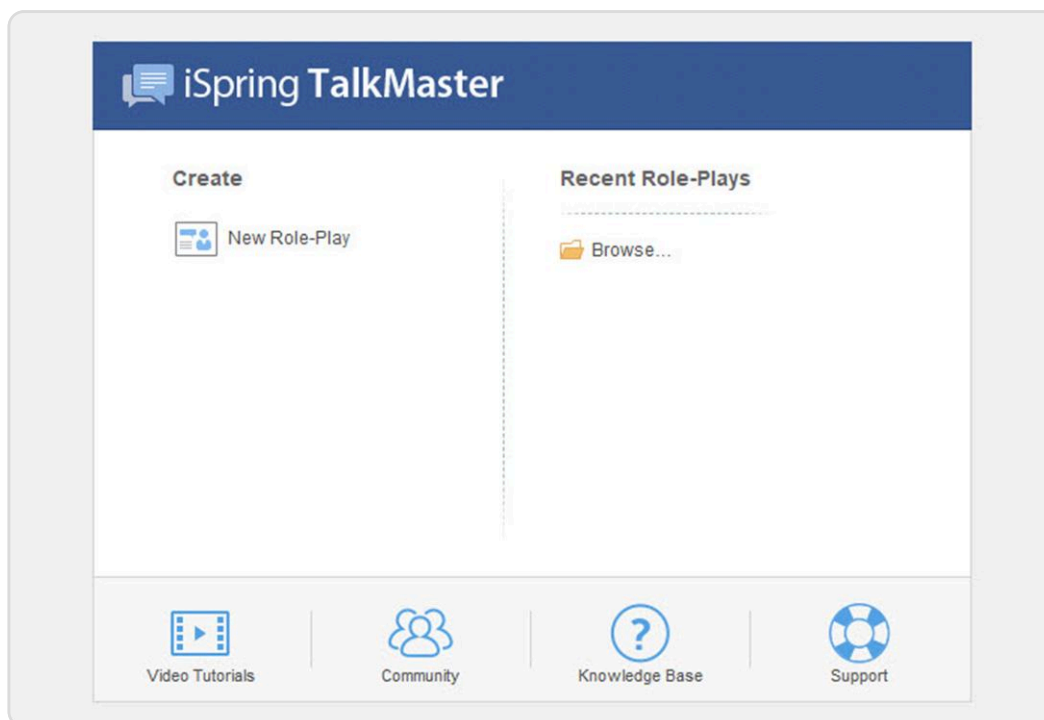 iSpring TalkMaster
Create
New Role-Play
Recent Role-Plays
Browse...
Video Tutorials
Community
Knowledge Base
Support